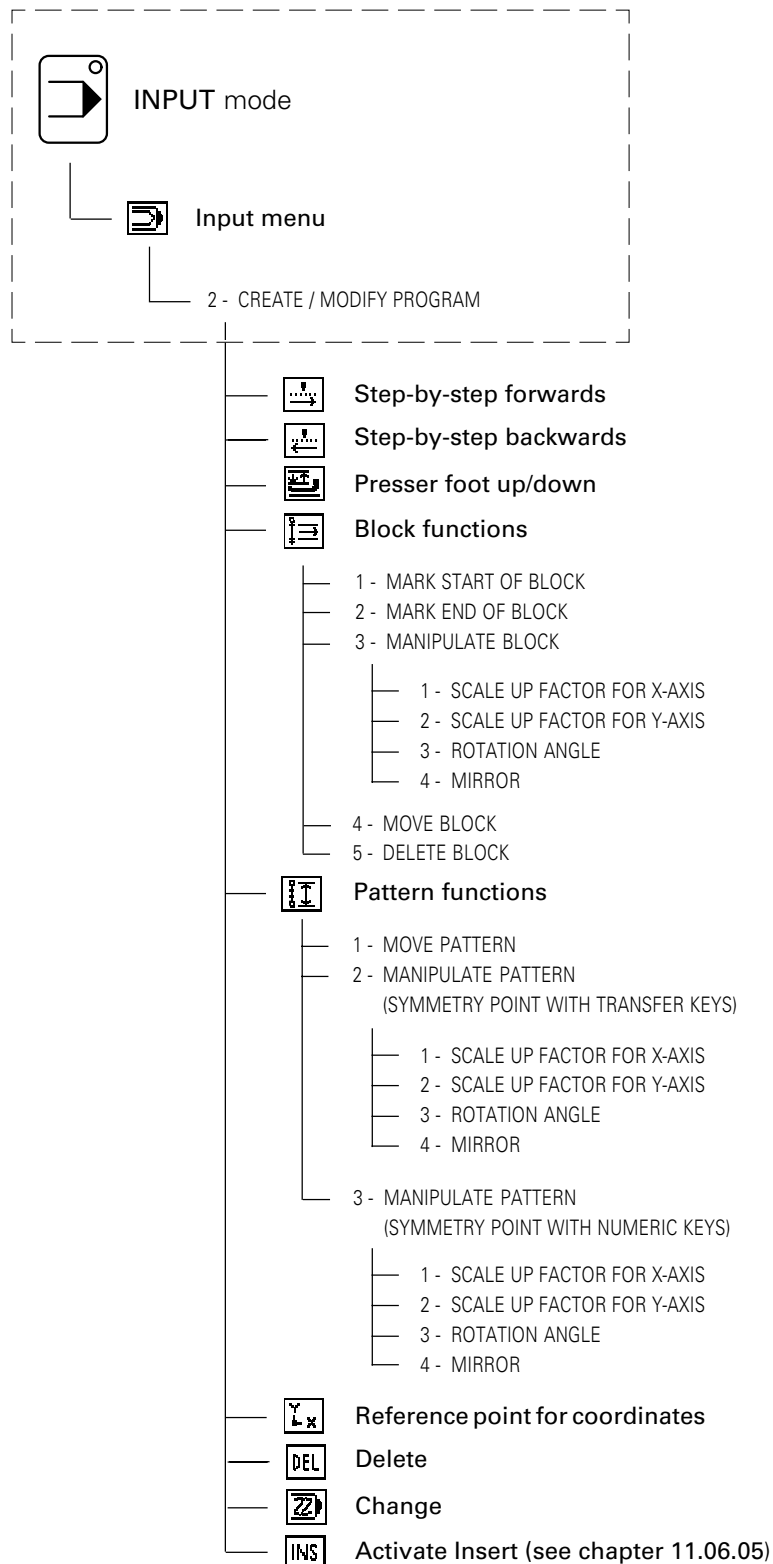 INPUT mode
Input menu
2 - CREATE / MODIFY PROGRAM
Step-by-step forwards
Step-by-step backwards
Presser foot up/down
Block functions
1 - MARK START OF BLOCK
2 - MARK END OF BLOCK
3 - MANIPULATE BLOCK
1 - SCALE UP FACTOR FOR X-AXIS
2 - SCALE UP FACTOR FOR Y-AXIS
3 - ROTATION ANGLE
4 - MIRROR
4 - MOVE BLOCK
5 - DELETE BLOCK
Pattern functions
1 - MOVE PATTERN
2 - MANIPULATE PATTERN
(SYMMETRY POINT WITH TRANSFER KEYS)
1 - SCALE UP FACTOR FOR X-AXIS
2 - SCALE UP FACTOR FOR Y-AXIS
3 - ROTATION ANGLE
4 - MIRROR
3 - MANIPULATE PATTERN
(SYMMETRY POINT WITH NUMERIC KEYS)
1 - SCALE UP FACTOR FOR X-AXIS
2 - SCALE UP FACTOR FOR Y-AXIS
3 - ROTATION ANGLE
4 - MIRROR
Y X Reference point for coordinates
DEL Delete
22 Change
INS Activate Insert (see chapter 11.06.05)